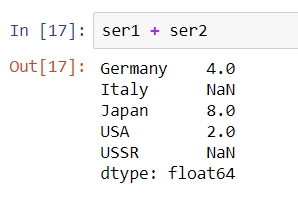 In [17]: ser1 + ser2
Out[17]: Germany    4.0
Italy      NaN
Japan      8.0
USA        2.0
USSR       NaN
dtype: float64